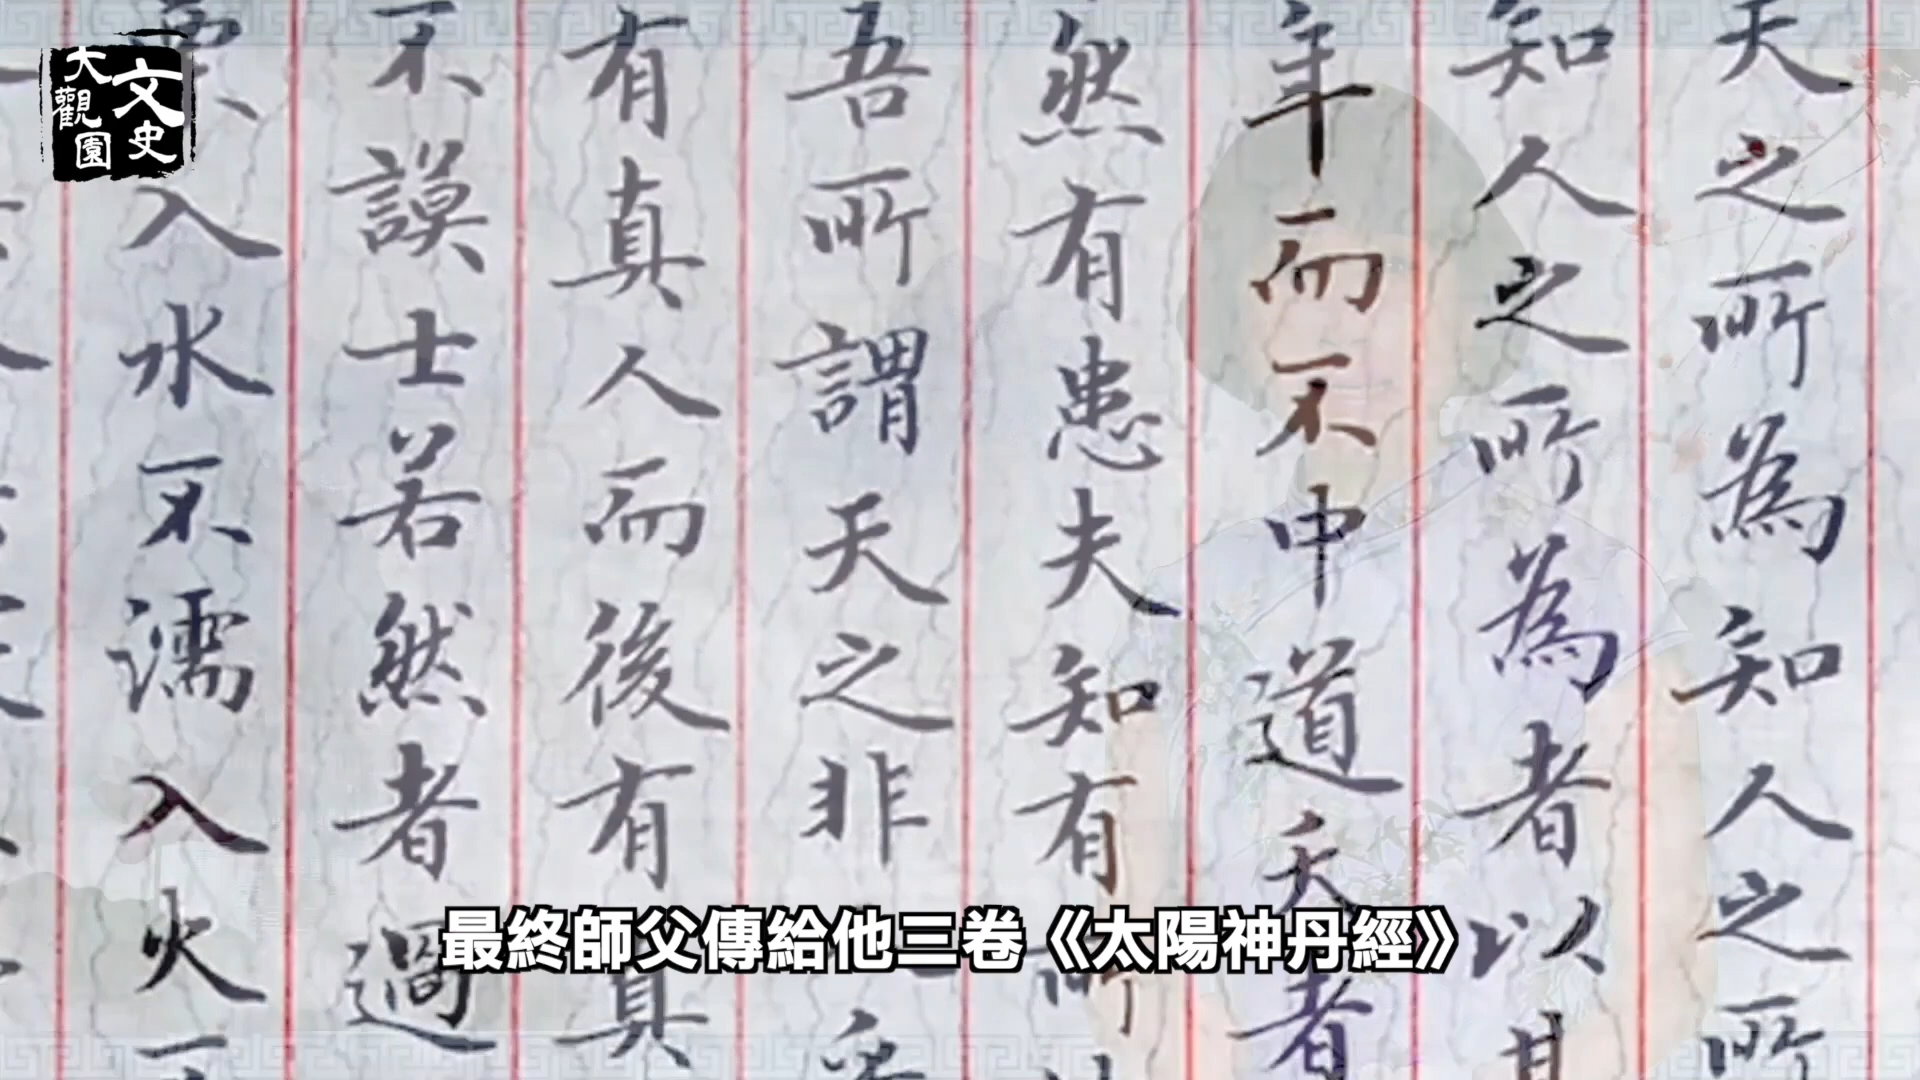 文史
大觀園
天之所為知人之所
知人之所為者以其
年而不中道夭者
然有患夫知有所
吾所謂天之非
有真人而後有真
不謨士若然者過
入水不濡入火不
最終師父傳給他三卷《太陽神丹經》